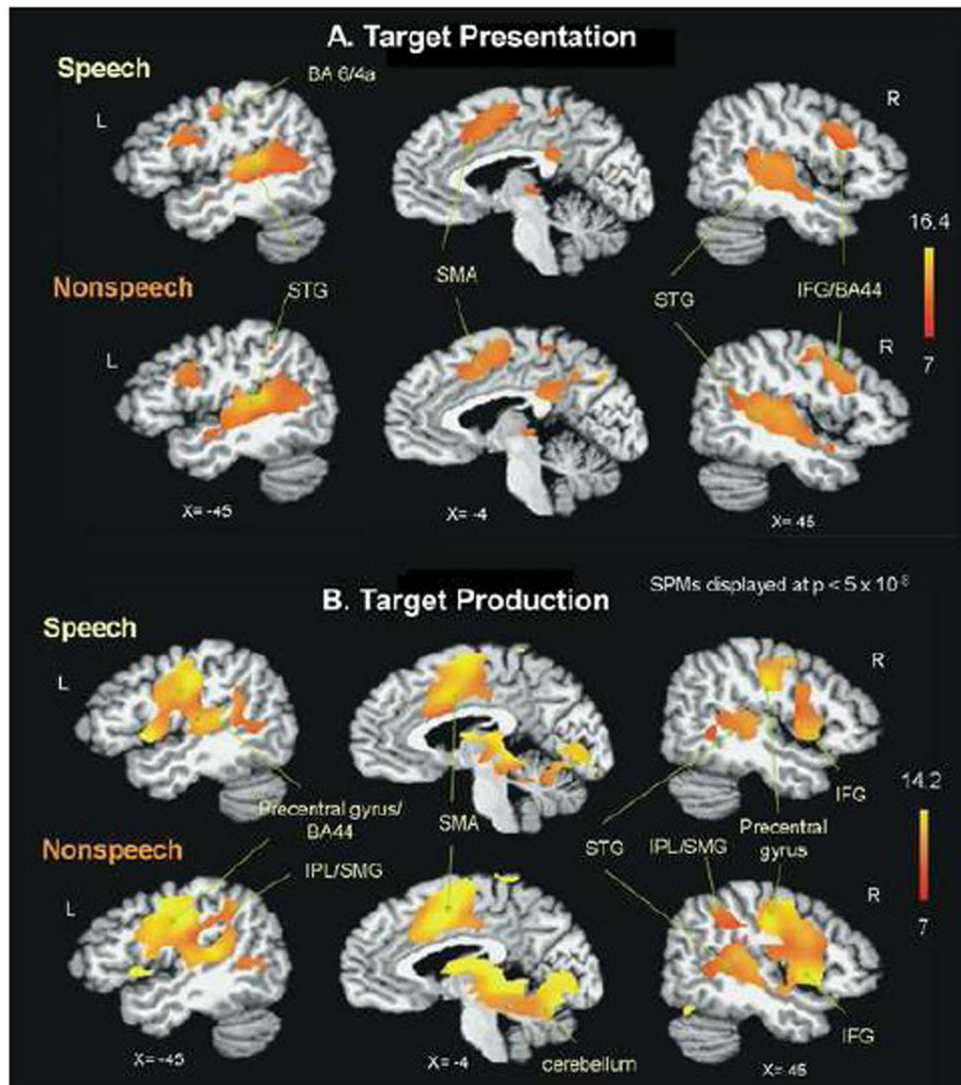 A. Target Presentation
Speech
BA 6/4a
L
R
16.4
Nonspeech
STG
SMA
STG
IFG/BA44
L
R
7
X= -45
X= -4
X= 45
B. Target Production
SPMs displayed at p < 5 x 10-8
Speech
L
R
Precentral gyrus/
BA44
SMA
IFG
14.2
Nonspeech
IPL/SMG
STG
IPL/SMG
Precentral
gyrus
L
R
7
IFG
X= -45
X= -4
cerebellum
X= 45